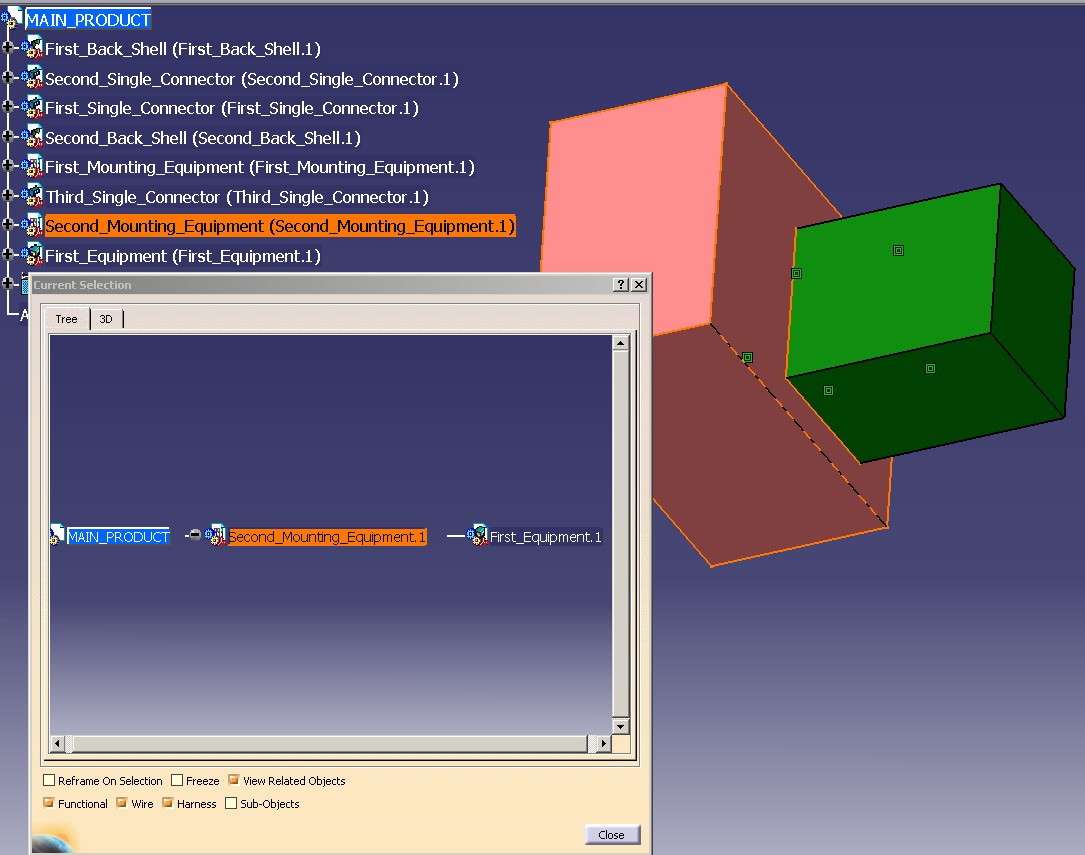 MAIN_PRODUCT
First_Back_Shell (First_Back_Shell.1)
Second_Single_Connector (Second_Single_Connector.1)
First_Single_Connector (First_Single_Connector.1)
Second_Back_Shell (Second_Back_Shell.1)
First_Mounting_Equipment (First_Mounting_Equipment.1)
Third_Single_Connector (Third_Single_Connector.1)
Second_Mounting_Equipment (Second_Mounting_Equipment.1)
First_Equipment (First_Equipment.1)
Current Selection
Tree 3D
MAIN_PRODUCT Second_Mounting_Equipment.1 First_Equipment.1
Reframe On Selection Freeze View Related Objects
Functional Wire Harness Sub-Objects
Close